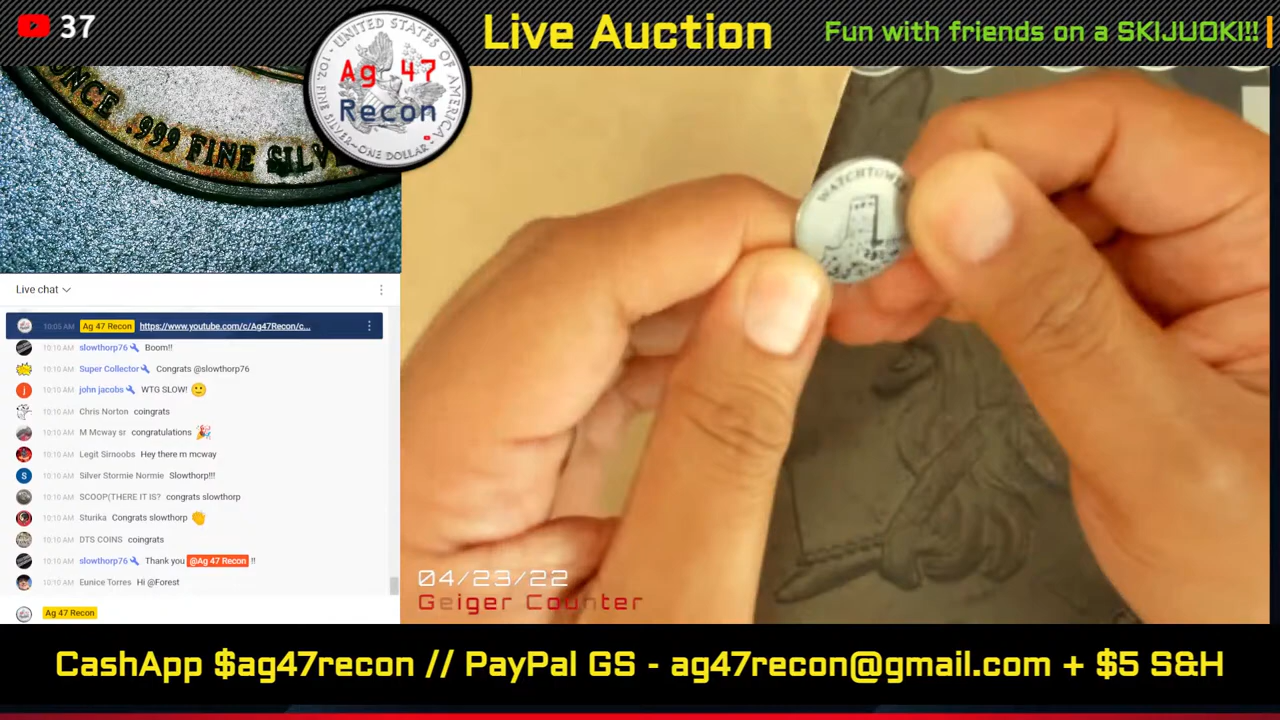 37
Live Auction
Fun with friends on a SKIJUOKI!!!
UNITED STATES OF AMERICA
1 OZ. FINE SILVER~ONE DOLLAR
Ag 47
Recon
OUNCE .999 FINE SILVE
WATCHTOWE
Live chat
10:05 AM Ag 47 Recon https://www.youtube.com/c/Ag47Recon/c...
10:10 AM slowthorp76 Boom!!
10:10 AM Super Collector Congrats @slowthorp76
10:10 AM john jacobs WTG SLOW! 🙂
10:10 AM Chris Norton coingrats
10:10 AM M Mcway sr congratulations 🎉
10:10 AM Legit Simoobs Hey there m mcway
S 10:10 AM Silver Stormie Normie Slowthorp!!!
10:10 AM SCOOP(THERE IT IS? congrats slowthorp
10:10 AM Sturika Congrats slowthorp 👏
10:10 AM DTS COINS congrats
10:10 AM slowthorp76 Thank you @Ag 47 Recon !!
10:10 AM Eunice Torres Hi @Forest
Ag 47 Recon
04/23/22
Geiger Counter
CashApp $ag47recon // PayPal GS - ag47recon@gmail.com + $5 S&H